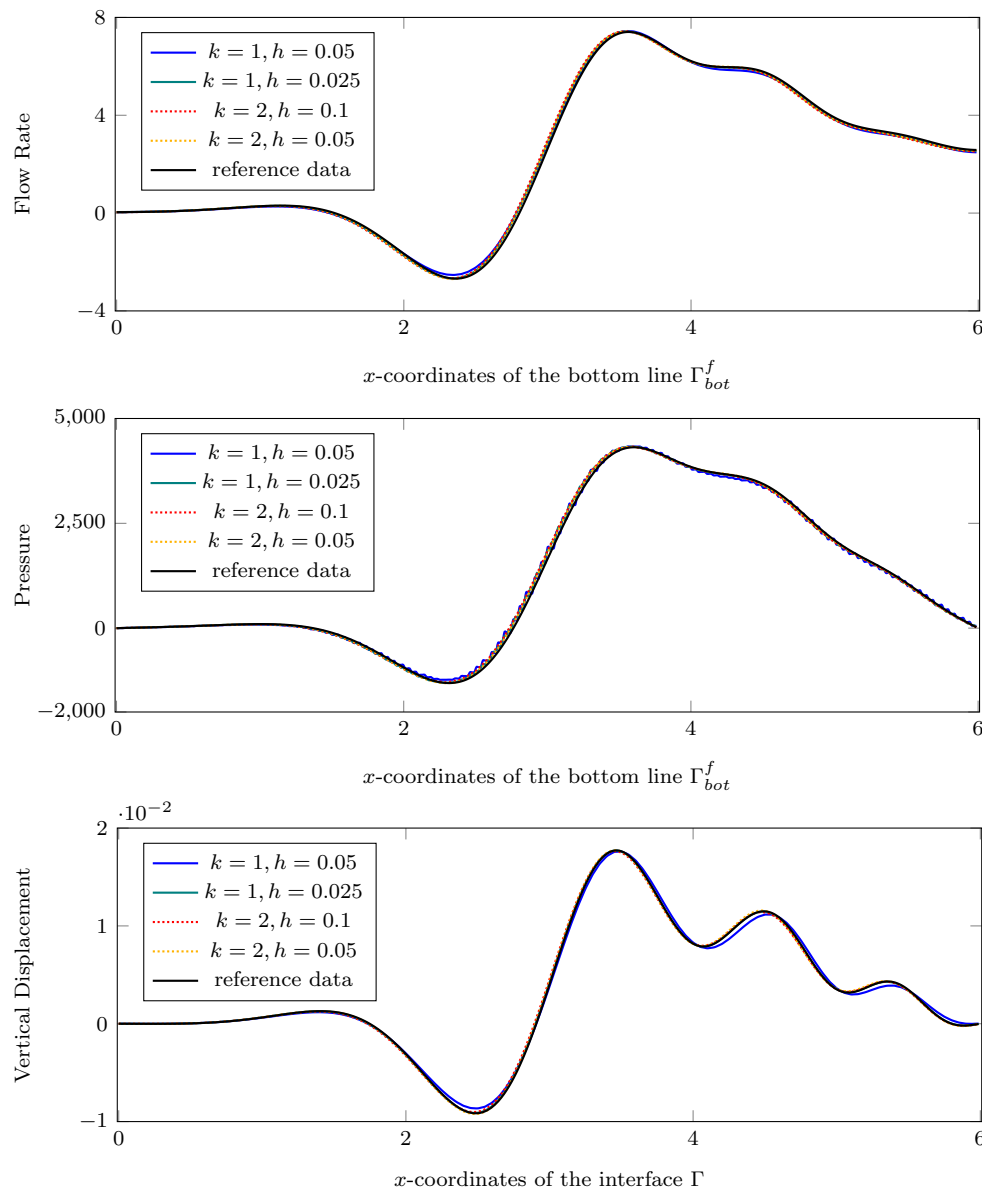 8
4
0
−4
Flow Rate
k = 1, h = 0.05
k = 1, h = 0.025
k = 2, h = 0.1
k = 2, h = 0.05
reference data
0 2 4 6
x-coordinates of the bottom line Γ^f_{bot}
5,000
2,500
0
−2,000
Pressure
k = 1, h = 0.05
k = 1, h = 0.025
k = 2, h = 0.1
k = 2, h = 0.05
reference data
0 2 4 6
x-coordinates of the bottom line Γ^f_{bot}
·10^{−2}
2
1
0
−1
Vertical Displacement
k = 1, h = 0.05
k = 1, h = 0.025
k = 2, h = 0.1
k = 2, h = 0.05
reference data
0 2 4 6
x-coordinates of the interface Γ